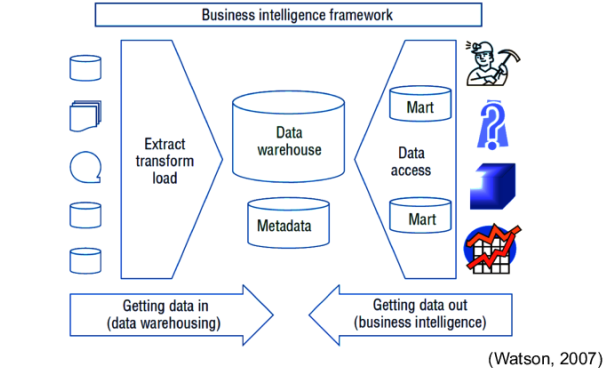 Business intelligence framework
Extract
transform
load
Data
warehouse
Metadata
Mart
Data
access
Mart
?
Getting data in
(data warehousing)
Getting data out
(business intelligence)
(Watson, 2007)